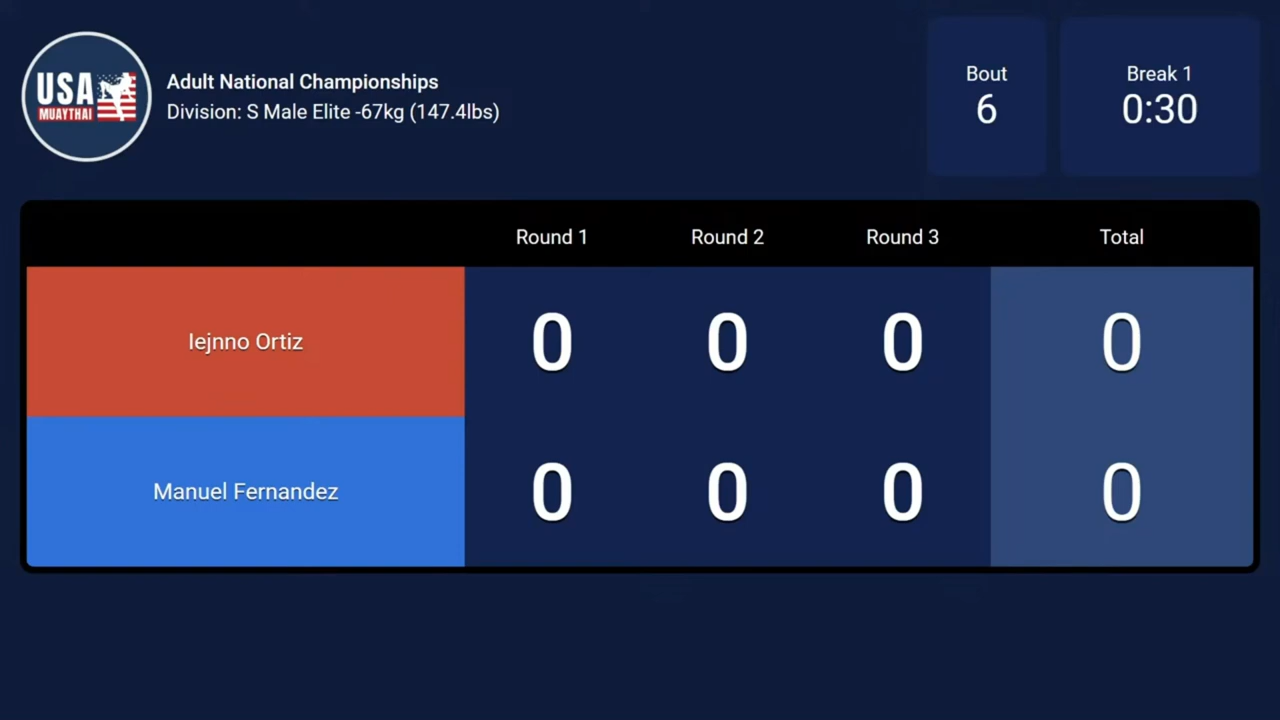 USA
MUAYTHAI
Adult National Championships
Division: S Male Elite -67kg (147.4lbs)
Bout
6
Break 1
0:30
Round 1 Round 2 Round 3 Total
Iejnno Ortiz 0 0 0 0
Manuel Fernandez 0 0 0 0